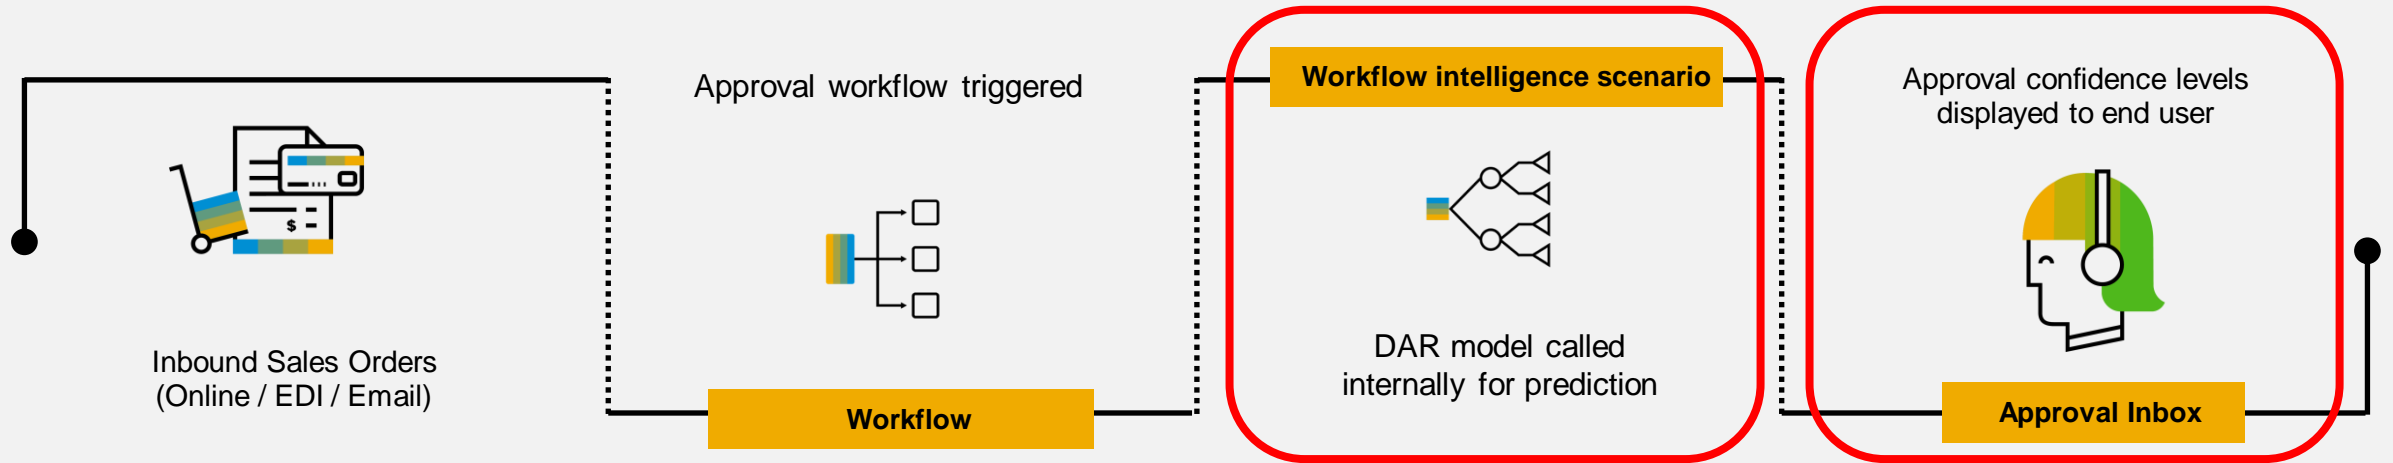 Inbound Sales Orders
(Online / EDI / Email)
$
Approval workflow triggered
Workflow
Workflow intelligence scenario
DAR model called
internally for prediction
Approval confidence levels
displayed to end user
Approval Inbox